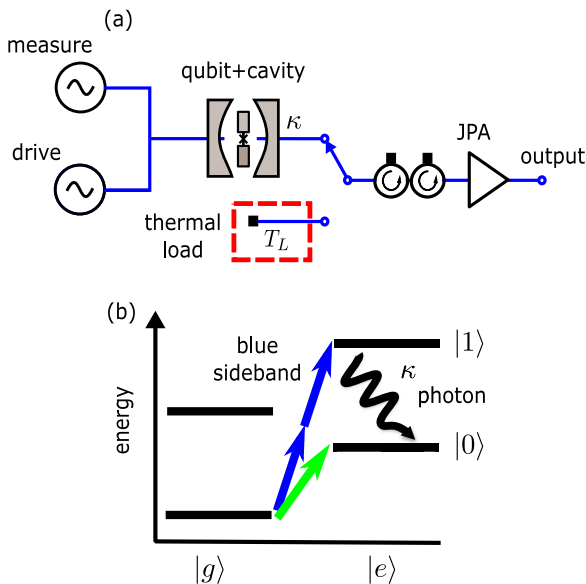 (a)
measure
qubit+cavity
κ
JPA
drive
output
thermal
load
T_L
(b)
|1⟩
blue
sideband
κ
photon
energy
|0⟩
|g⟩
|e⟩